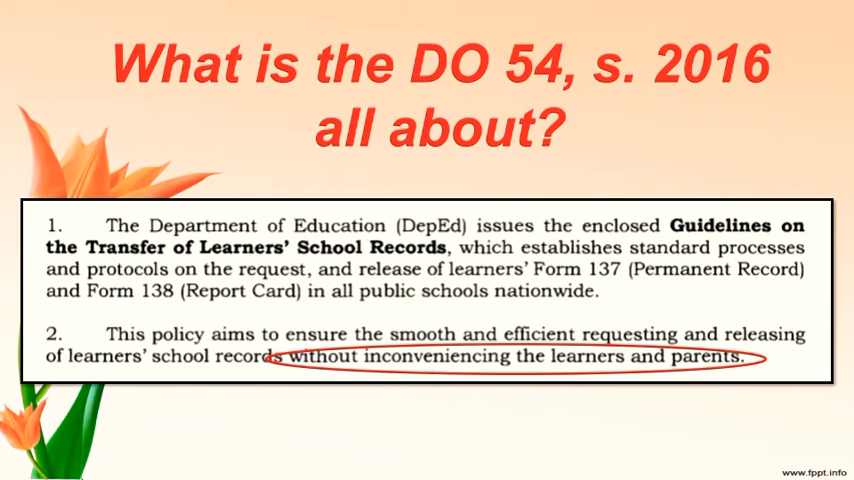 What is the DO 54, s. 2016
all about?
1. The Department of Education (DepEd) issues the enclosed Guidelines on
the Transfer of Learners' School Records, which establishes standard processes
and protocols on the request, and release of learners' Form 137 (Permanent Record)
and Form 138 (Report Card) in all public schools nationwide.
2. This policy aims to ensure the smooth and efficient requesting and releasing
of learners' school records without inconveniencing the learners and parents.
www.fppt.info